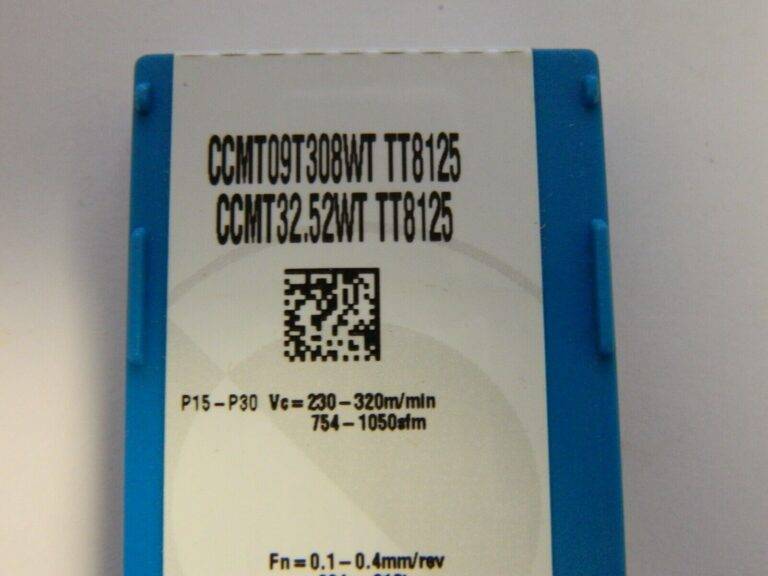 CCMT09T308WT TT8125
CCMT32.52WT TT8125
P15-P30 Vc=230-320m/min
754-1050sfm
Fn=0.1-0.4mm/rev